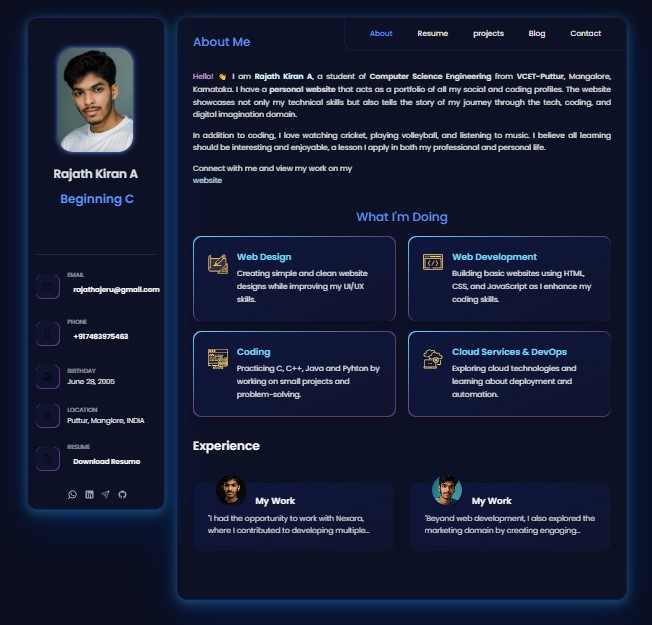 About
Resume
projects
Blog
Contact
Rajath Kiran A
Beginning C
EMAIL
rajathojeru@gmail.com
PHONE
+917483975463
BIRTHDAY
June 28, 2005
LOCATION
Puttur, Manglore, INDIA
RESUME
Download Resume
About Me
Hello! 👋 I am Rajath Kiran A, a student of Computer Science Engineering from VCET-Puttur, Mangalore,
Karnataka. I have a personal website that acts as a portfolio of all my social and coding profiles. The website
showcases not only my technical skills but also tells the story of my journey through the tech, coding, and
digital imagination domain.
In addition to coding, I love watching cricket, playing volleyball, and listening to music. I believe all learning
should be interesting and enjoyable, a lesson I apply in both my professional and personal life.
Connect with me and view my work on my
website
What I'm Doing
Web Design
Creating simple and clean website
designs while improving my UI/UX
skills.
Web Development
Building basic websites using HTML,
CSS, and JavaScript as I enhance my
coding skills.
Coding
Practicing C, C++, Java and Pyhton by
working on small projects and
problem-solving.
Cloud Services & DevOps
Exploring cloud technologies and
learning about deployment and
automation.
Experience
My Work
"I had the opportunity to work with Nexara,
where I contributed to developing multiple...
My Work
"Beyond web development, I also explored the
marketing domain by creating engaging...